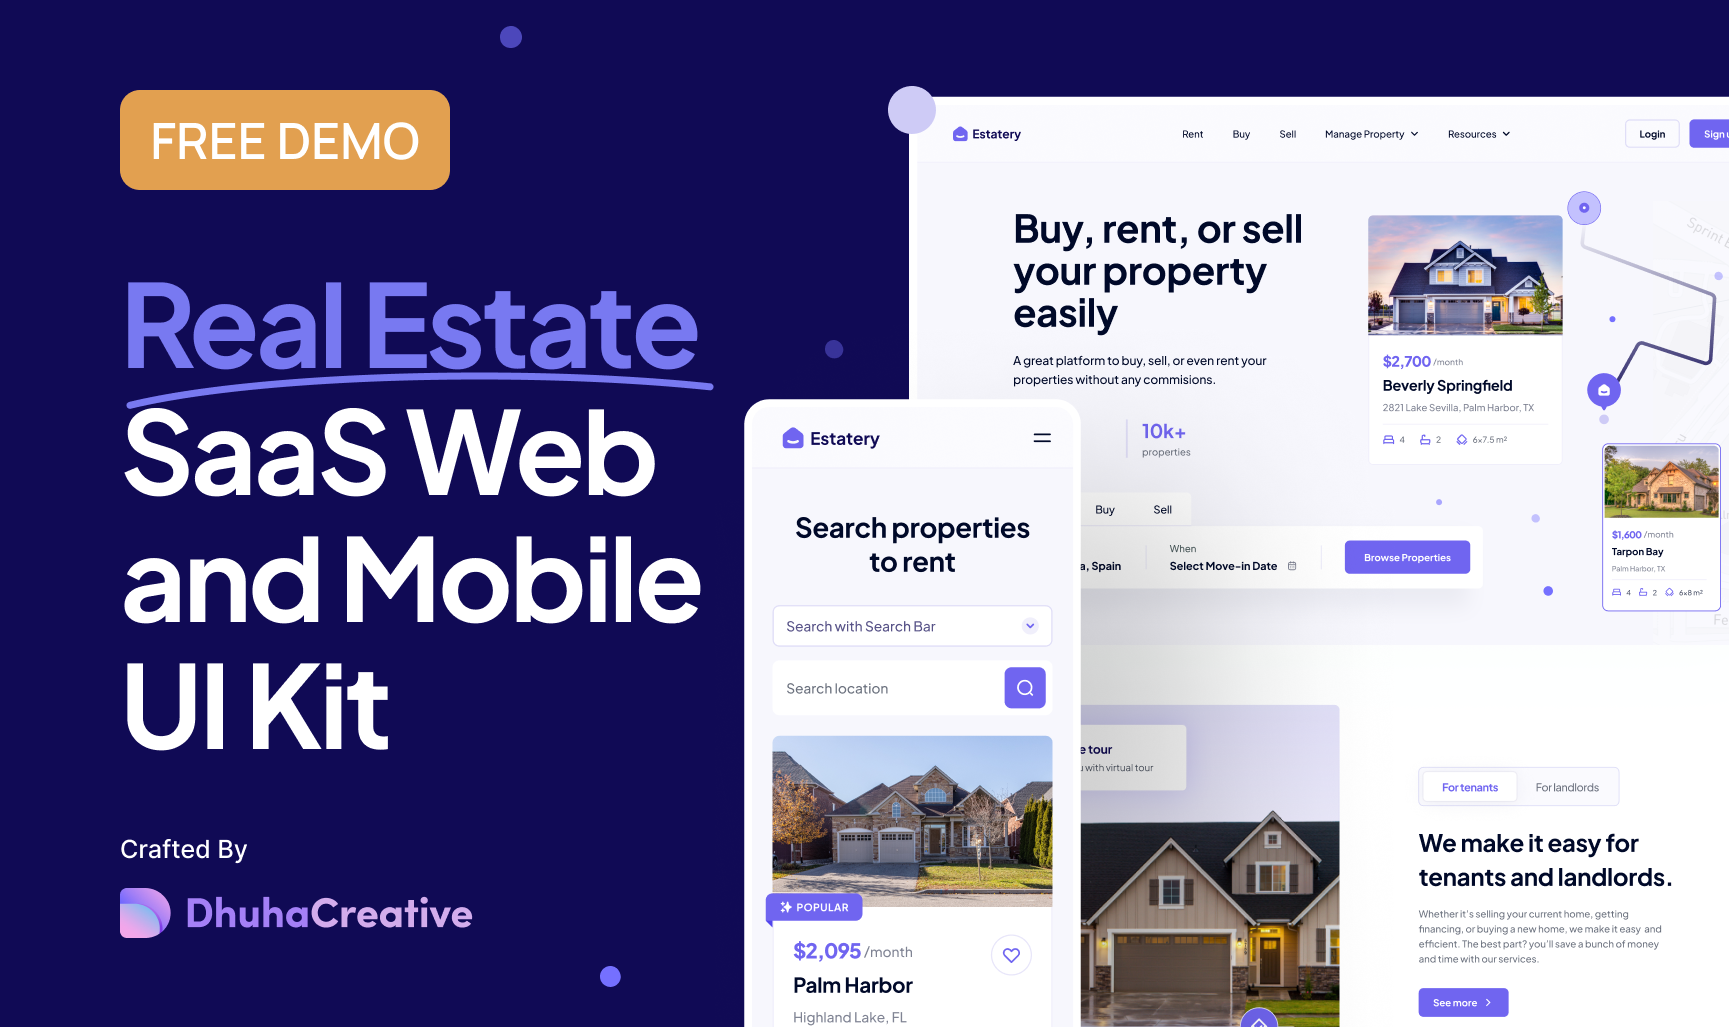 FREE DEMO
Real Estate
SaaS Web
and Mobile
UI Kit
Crafted By
DhuhaCreative
Estatery
Rent
Buy
Sell
Manage Property
Resources
Login
Sign
Buy, rent, or sell
your property
easily
A great platform to buy, sell, or even rent your
properties without any commisions.
10k+
properties
Buy
Sell
a, Spain
When
Select Move-in Date
Browse Properties
$2,700 /month
Beverly Springfield
2821 Lake Sevilla, Palm Harbor, TX
4
2
6x7.5 m²
Sprint
$1,600 /month
Tarpon Bay
Palm Harbor, TX
4
2
6x8 m²
Estatery
Search properties
to rent
Search with Search Bar
Search location
POPULAR
$2,095 /month
Palm Harbor
Highland Lake, FL
e tour
u with virtual tour
For tenants
For landlords
We make it easy for
tenants and landlords.
Whether it's selling your current home, getting
financing, or buying a new home, we make it easy and
efficient. The best part? you'll save a bunch of money
and time with our services.
See more